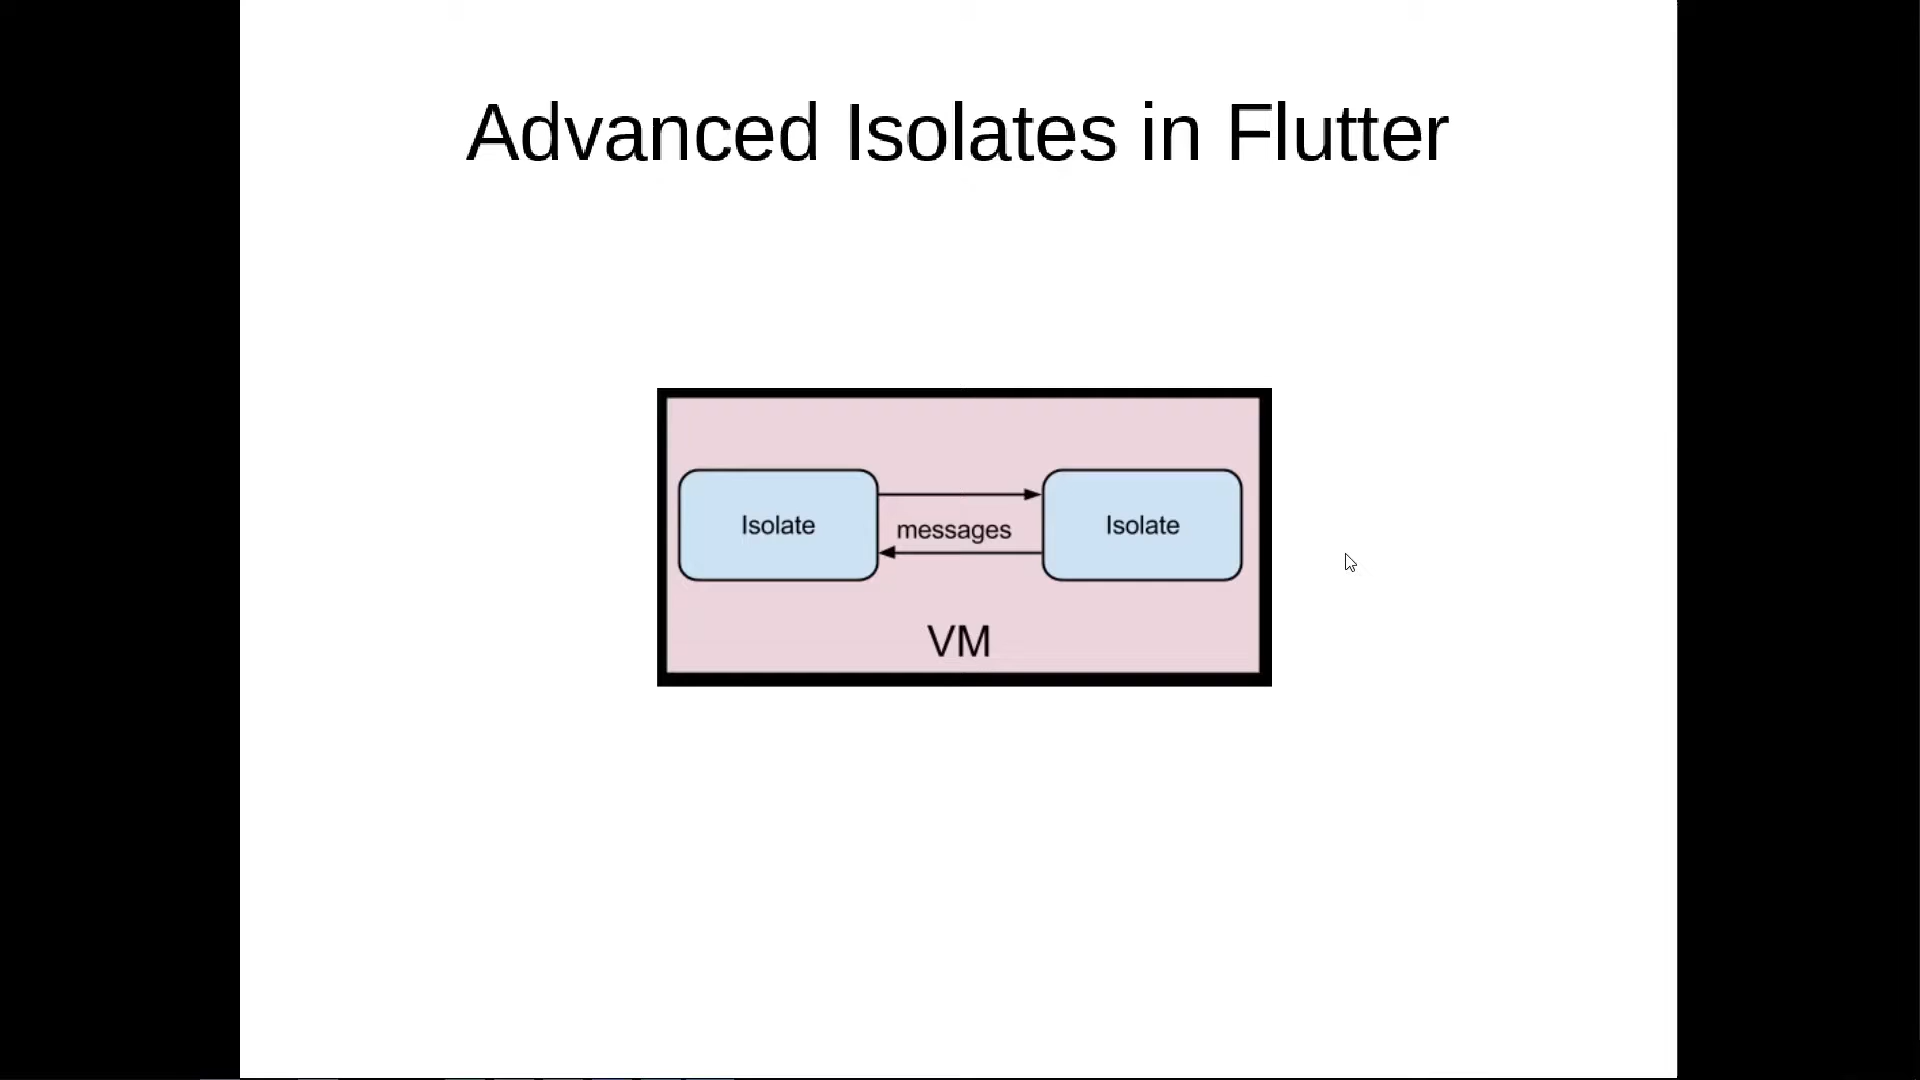 Advanced Isolates in Flutter
Isolate
messages
Isolate
VM